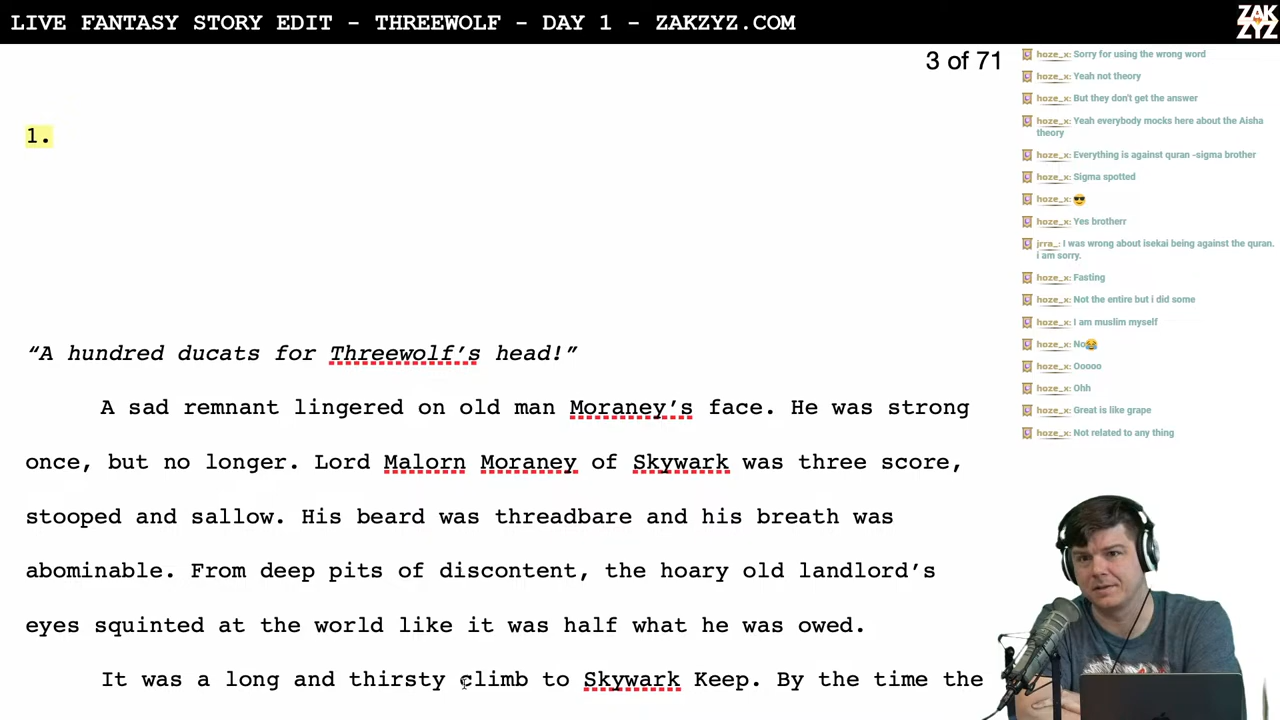 LIVE FANTASY STORY EDIT - THREEWOLF - DAY 1 - ZAKZYZ.COM
ZAK
ZYZ
3 of 71
1.
“A hundred ducats for Threewolf’s head!”
A sad remnant lingered on old man Moraney’s face. He was strong
once, but no longer. Lord Malorn Moraney of Skywark was three score,
stooped and sallow. His beard was threadbare and his breath was
abominable. From deep pits of discontent, the hoary old landlord’s
eyes squinted at the world like it was half what he was owed.
It was a long and thirsty climb to Skywark Keep. By the time the
hoze_x: Sorry for using the wrong word
hoze_x: Yeah not theory
hoze_x: But they don't get the answer
hoze_x: Yeah everybody mocks here about the Aisha
theory
hoze_x: Everything is against quran -sigma brother
hoze_x: Sigma spotted
hoze_x: 😎
hoze_x: Yes brotherr
jrra_: I was wrong about isekai being against the quran.
i am sorry.
hoze_x: Fasting
hoze_x: Not the entire but i did some
hoze_x: I am muslim myself
hoze_x: No😂
hoze_x: Ooooo
hoze_x: Ohh
hoze_x: Great is like grape
hoze_x: Not related to any thing